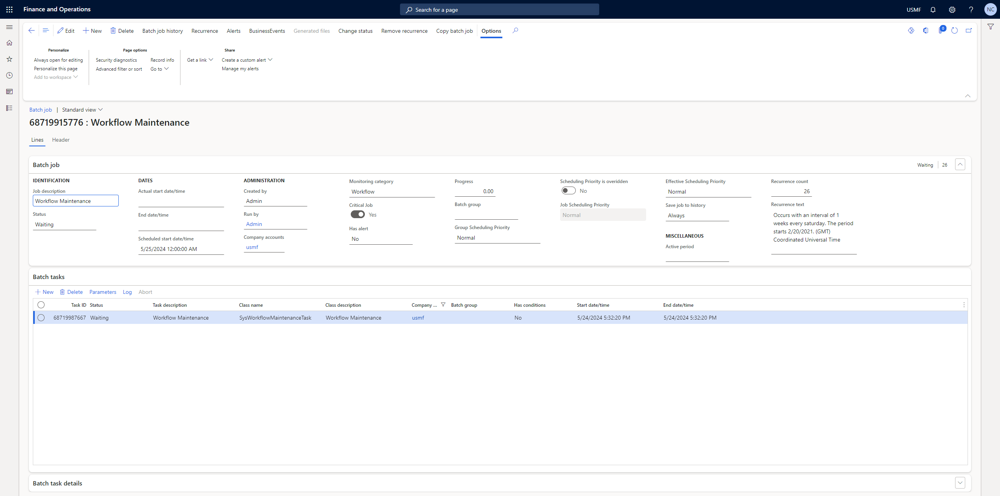 Finance and Operations
Search for a page
USMF
NC
Edit New Delete Batch job history Recurrence Alerts BusinessEvents Generated files Change status Remove recurrence Copy batch job Options
0
Personalize
Always open for editing
Personalize this page
Add to workspace
Page options
Security diagnostics Record info
Advanced filter or sort Go to
Share
Get a link Create a custom alert
Manage my alerts
Batch job | Standard view
68719915776 : Workflow Maintenance
Lines Header
Batch job Waiting 26
IDENTIFICATION
Job description
Workflow Maintenance
Status
Waiting
DATES
Actual start date/time
End date/time
Scheduled start date/time
5/25/2024 12:00:00 AM
ADMINISTRATION
Created by
Admin
Run by
Admin
Company accounts
usmf
Monitoring category
Workflow
Critical Job
Yes
Has alert
No
Progress
0.00
Batch group
Group Scheduling Priority
Normal
Scheduling Priority is overidden
No
Job Scheduling Priority
Normal
Effective Scheduling Priority
Normal
Save job to history
Always
MISCELLANEOUS
Active period
Recurrence count
26
Recurrence text
Occurs with an interval of 1
weeks every saturday. The period
starts 2/20/2021. (GMT)
Coordinated Universal Time
Batch tasks
New Delete Parameters Log Abort
Task ID Status Task description Class name Class description Company ... Batch group Has conditions Start date/time End date/time
68719987667 Waiting Workflow Maintenance SysWorkflowMaintenanceTask Workflow Maintenance usmf No 5/24/2024 5:32:20 PM 5/24/2024 5:32:20 PM
Batch task details